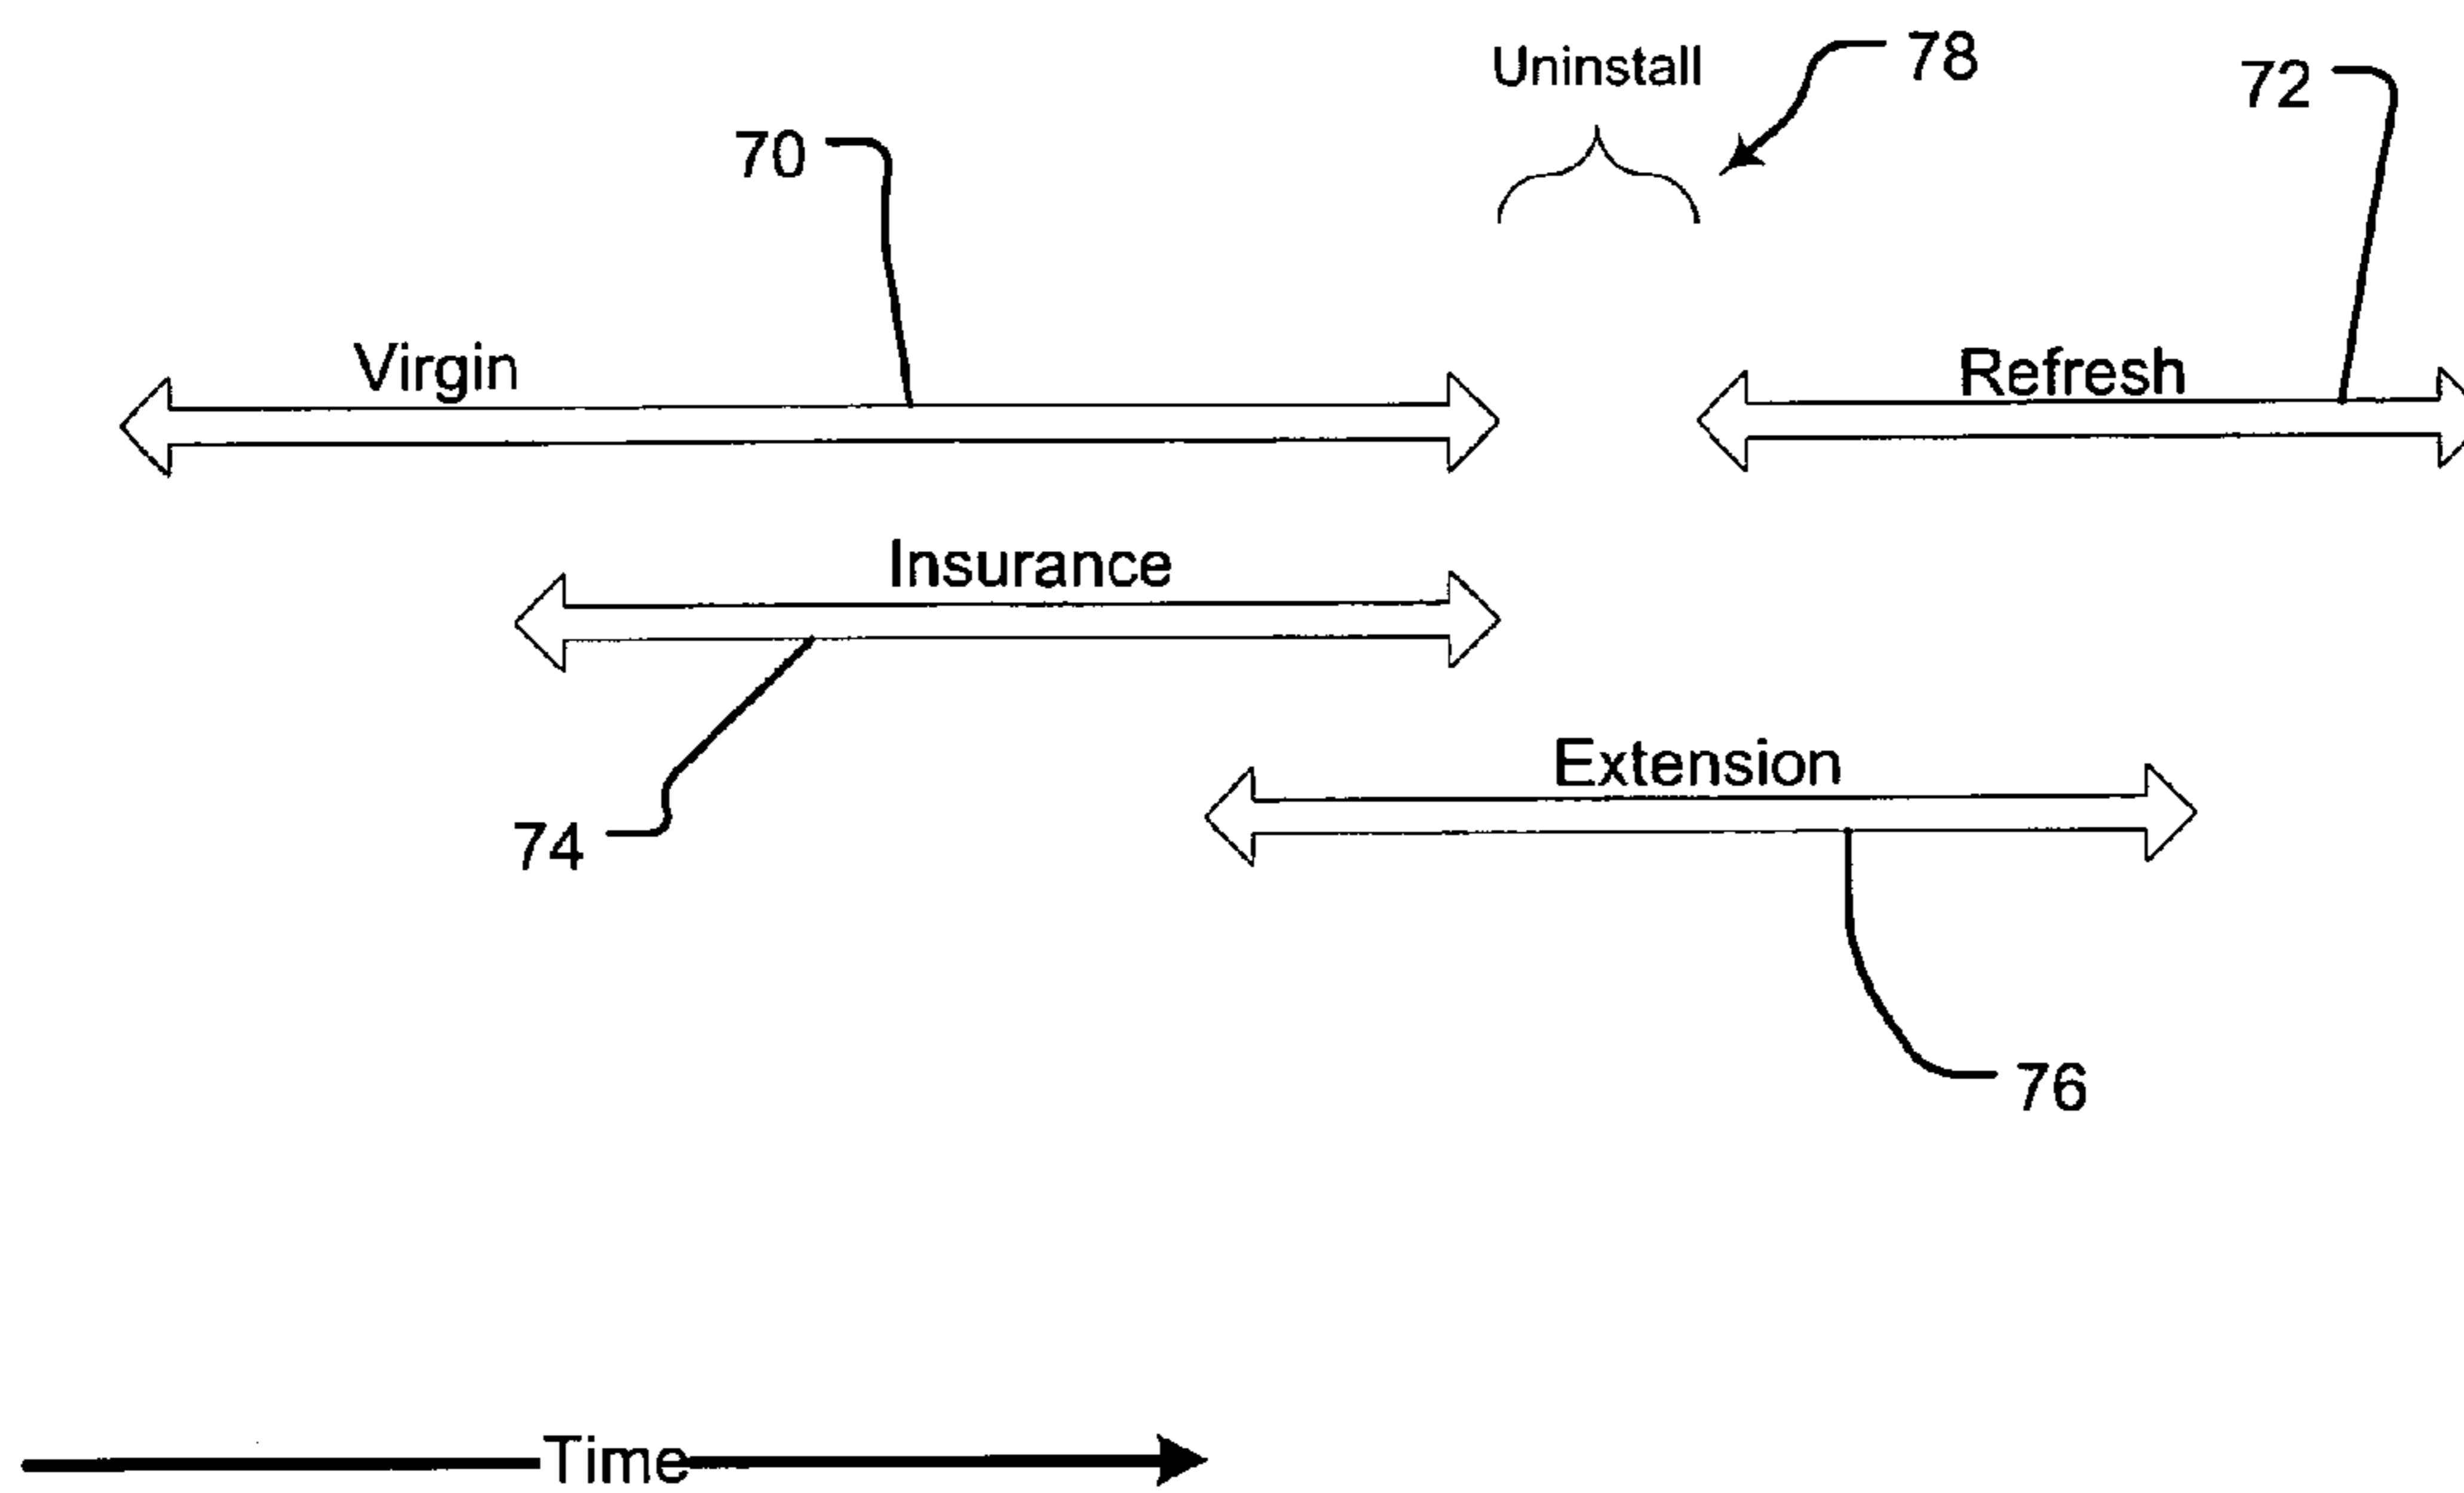 Uninstall
78
72
70
Virgin
Refresh
Insurance
Extension
74
76
Time